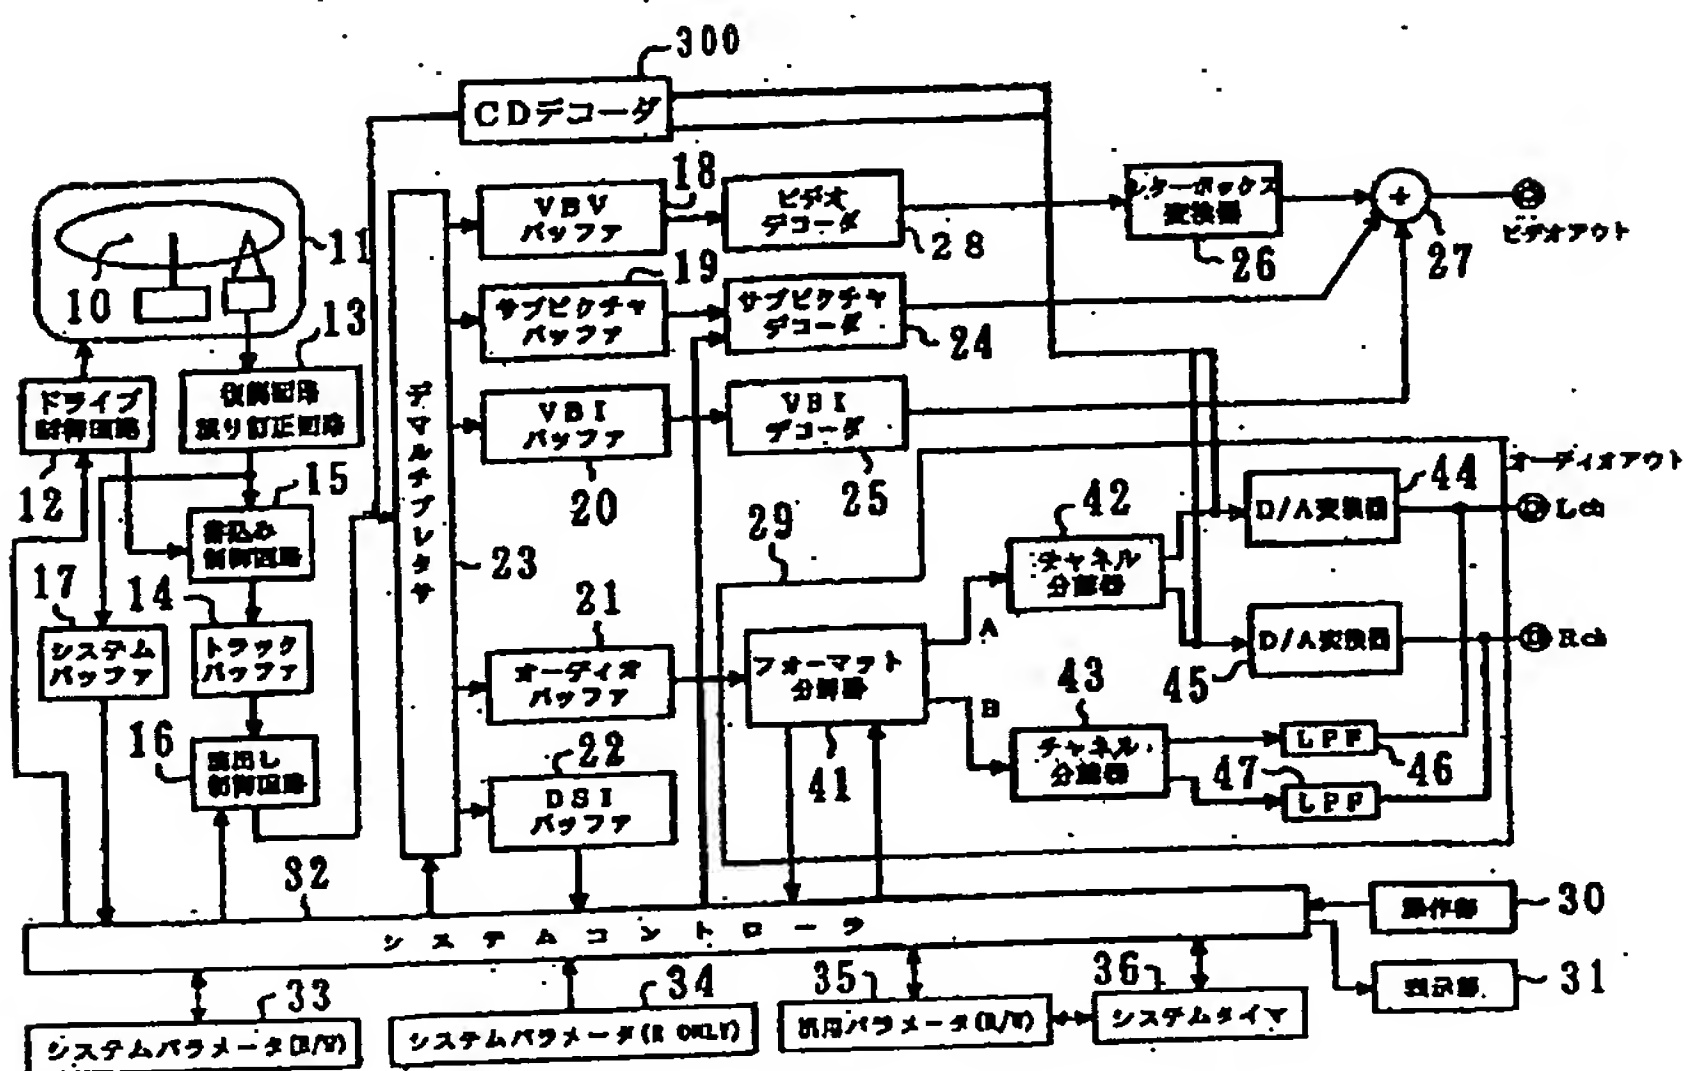 300
CDデコーダ
18
VBV
バッファ
ビデオ
デコーダ
28
レターボックス
変換器
26
+
27
ビデオアウト
11
10
19
サブピクチャ
バッファ
サブピクチャ
デコーダ
24
13
ドライブ
制御回路
12
復調回路
誤り訂正回路
デマルチプレクサ
23
VBI
バッファ
20
VBI
デコーダ
25
オーディオアウト
15
書込み
制御回路
29
42
チャネル
分離器
44
D/A変換器
Lch
17
システム
バッファ
14
トラック
バッファ
21
オーディオ
バッファ
フォーマット
分離器
41
A
B
D/A変換器
45
Rch
16
読出し
制御回路
22
DSI
バッファ
43
チャネル
分離器
LPF
46
47
LPF
32
システムコントローラ
操作部
30
表示部
31
33
システムパラメータ(R/W)
34
システムパラメータ(R ONLY)
35
汎用パラメータ(R/W)
36
システムタイマ